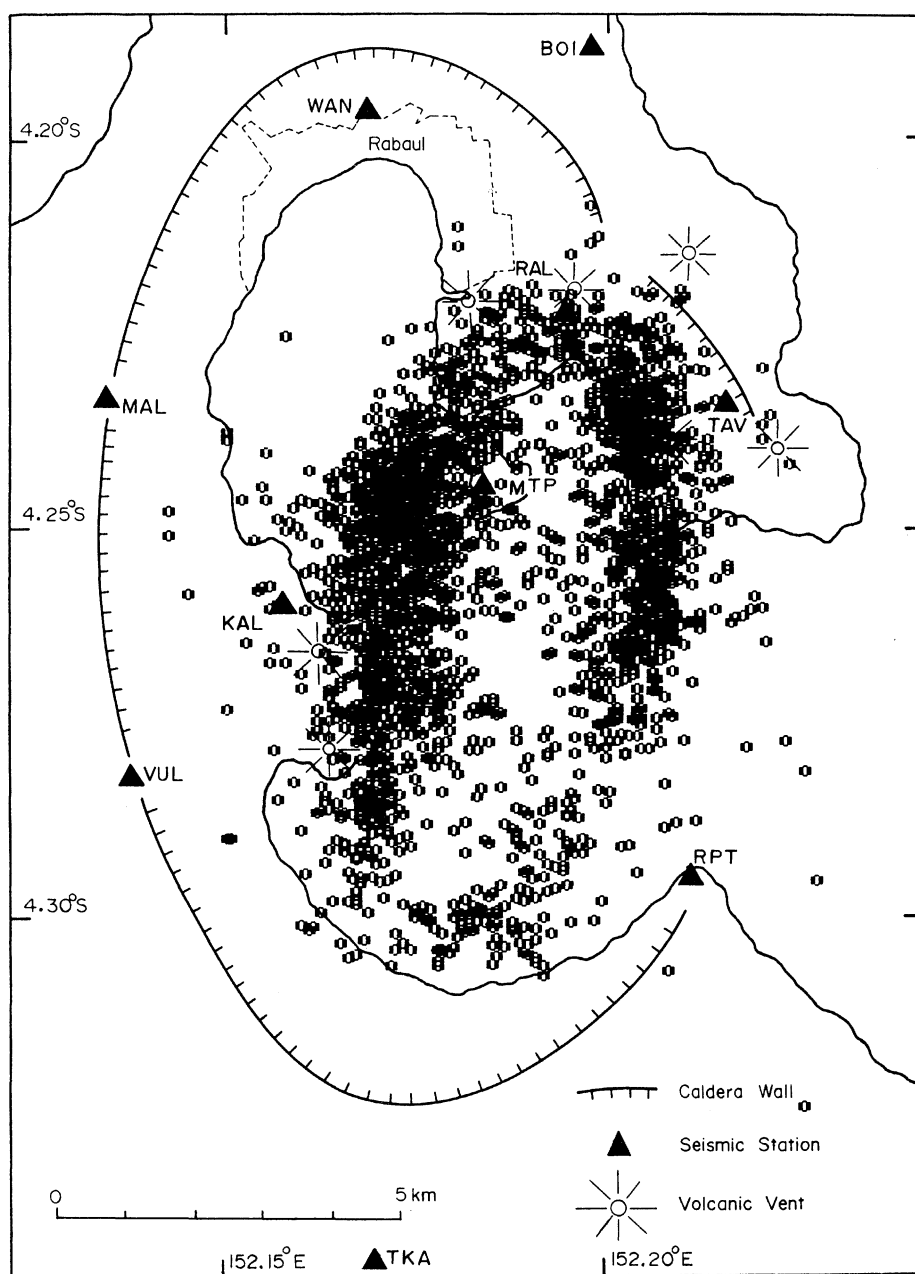 BOI
WAN
4.20°S
Rabaul
RAL
MAL
TAV
MTP
4.25°S
KAL
VUL
RPT
4.30°S
Caldera Wall
Seismic Station
0
5 km
Volcanic Vent
152.15°E
TKA
152.20°E